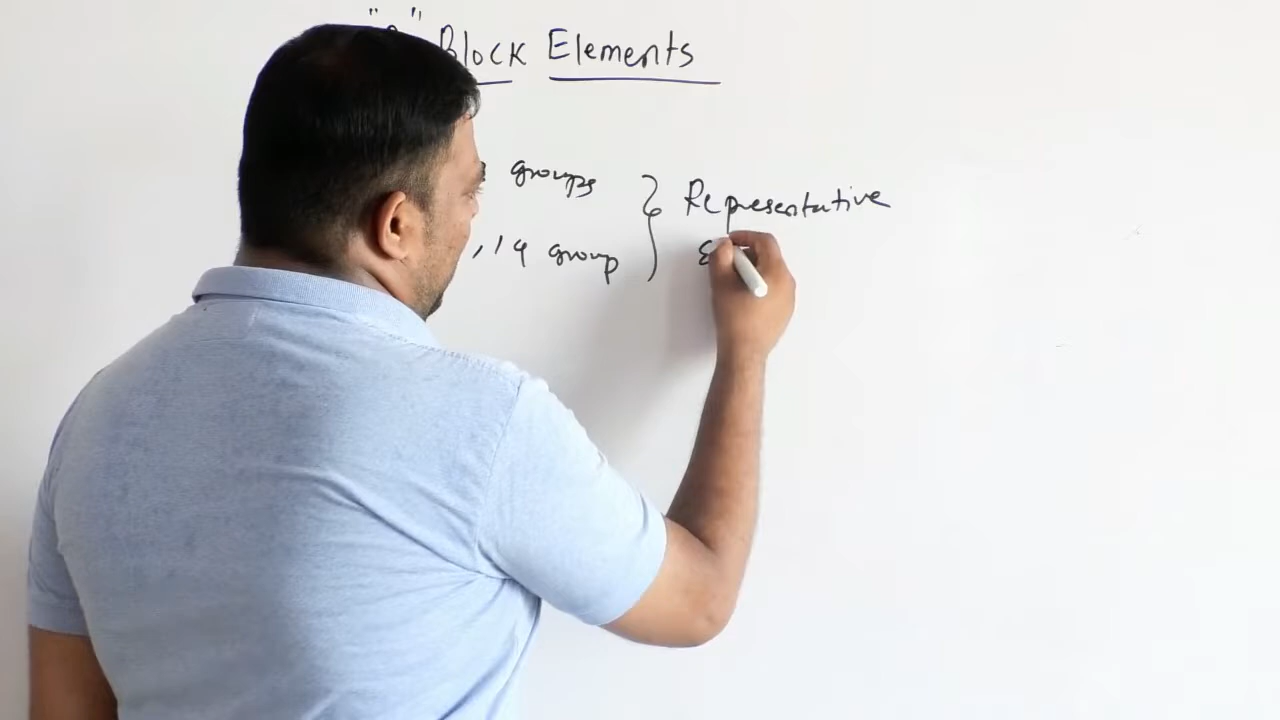 " " Block Elements
groups } Representative
, 14 group